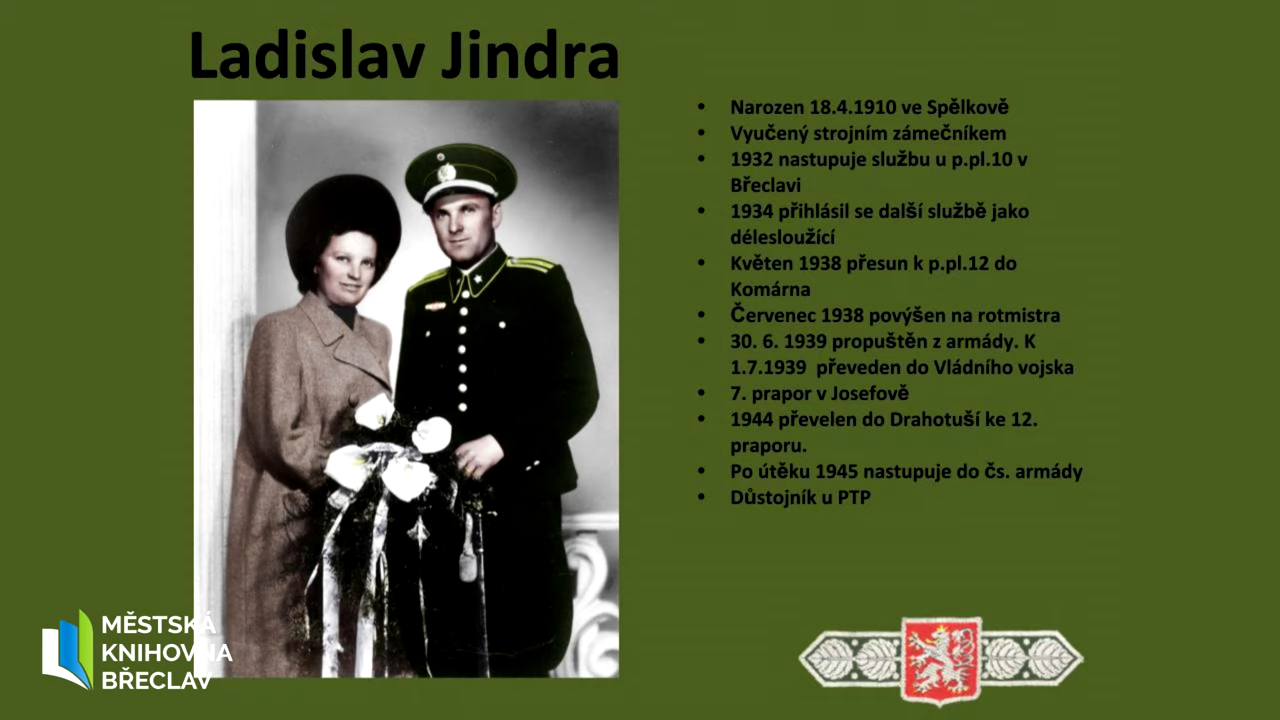 Ladislav Jindra
• Narozen 18.4.1910 ve Spělkově
• Vyučený strojním zámečníkem
• 1932 nastupuje službu u p.pl.10 v
Břeclavi
• 1934 přihlásil se další službě jako
délesloužící
• Květen 1938 přesun k p.pl.12 do
Komárna
• Červenec 1938 povýšen na rotmistra
• 30. 6. 1939 propuštěn z armády. K
1.7.1939 převeden do Vládního vojska
• 7. prapor v Josefově
• 1944 převelen do Drahotuší ke 12.
praporu.
• Po útěku 1945 nastupuje do čs. armády
• Důstojník u PTP
MĚSTSKÁ
KNIHOVNA
BŘECLAV